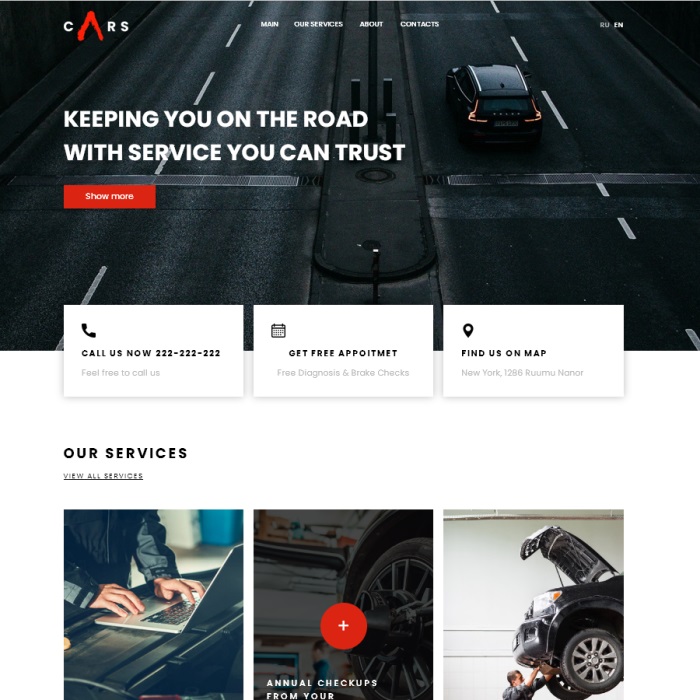 CARS
MAIN OUR SERVICES ABOUT CONTACTS
RU EN
KEEPING YOU ON THE ROAD
WITH SERVICE YOU CAN TRUST
Show more
CALL US NOW 222-222-222
Feel free to call us
GET FREE APPOITMET
Free Diagnosis & Brake Checks
FIND US ON MAP
New York, 1286 Ruumu Nanor
OUR SERVICES
VIEW ALL SERVICES
+
ANNUAL CHECKUPS
FROM YOUR